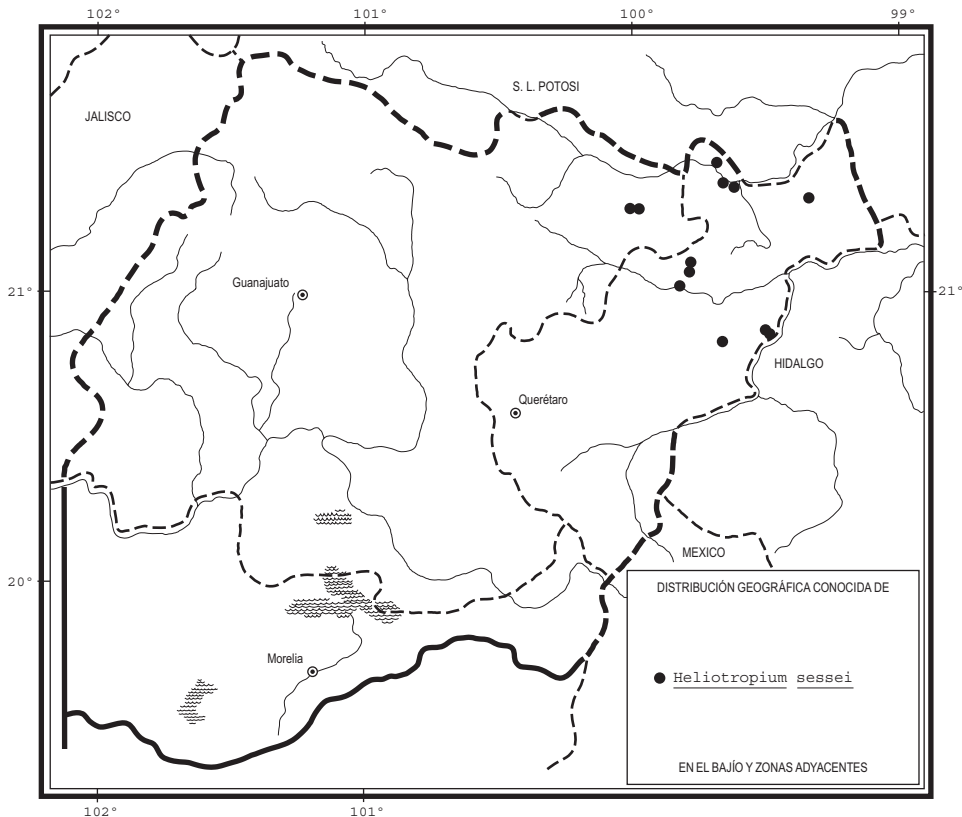 102°
101°
100°
99°
S. L. POTOSI
JALISCO
Guanajuato
21°
21°
HIDALGO
Querétaro
MEXICO
20°
DISTRIBUCIÓN GEOGRÁFICA CONOCIDA DE
Morelia
Heliotropium sessei
EN EL BAJÍO Y ZONAS ADYACENTES
102°
101°